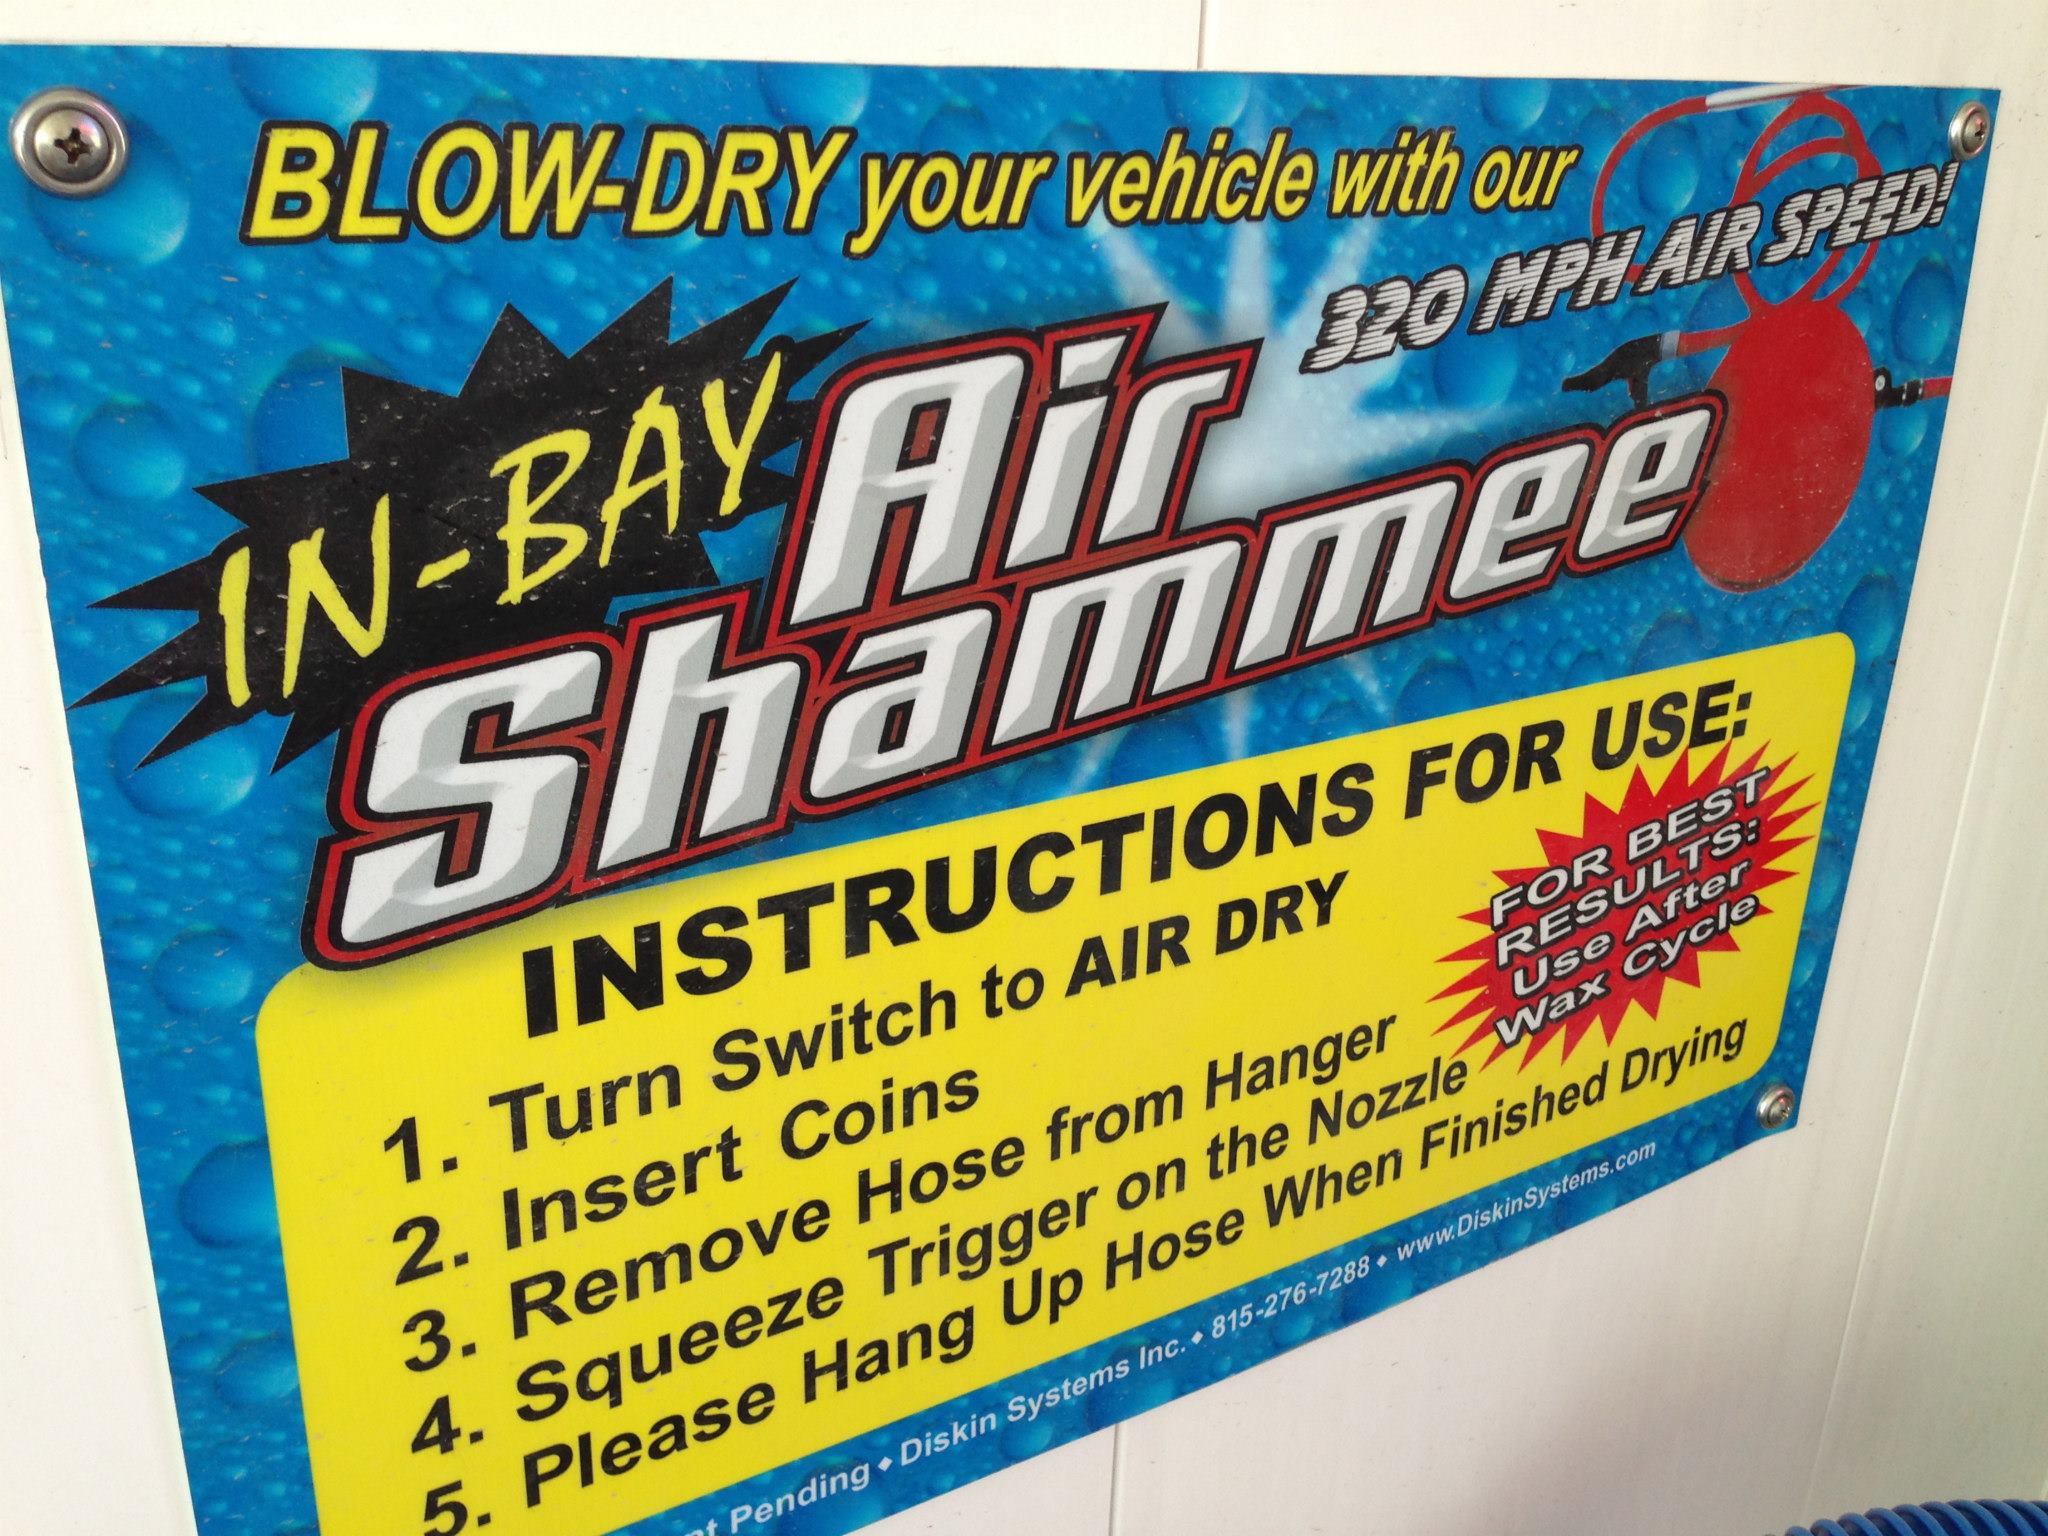 BLOW-DRY your vehicle with our
320 MPH AIR SPEED!
IN-BAY
Air
Shammee
INSTRUCTIONS FOR USE:
1. Turn Switch to AIR DRY
2. Insert Coins
3. Remove Hose from Hanger
4. Squeeze Trigger on the Nozzle
5. Please Hang Up Hose When Finished Drying
FOR BEST
RESULTS:
Use After
Wax Cycle
Pending ♦ Diskin Systems Inc. ♦ 815-276-7288 ♦ www.DiskinSystems.com